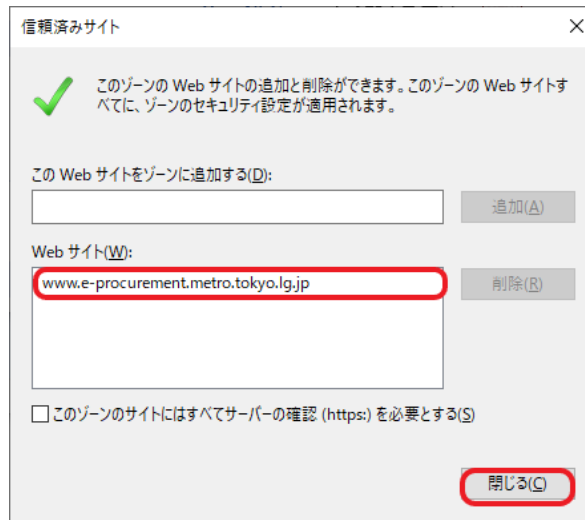 信頼済みサイト
このゾーンの Web サイトの追加と削除ができます。このゾーンの Web サイトす
べてに、ゾーンのセキュリティ設定が適用されます。
この Web サイトをゾーンに追加する(D):
追加(A)
Web サイト(W):
www.e-procurement.metro.tokyo.lg.jp
削除(R)
このゾーンのサイトにはすべてサーバーの確認 (https:) を必要とする(S)
閉じる(C)